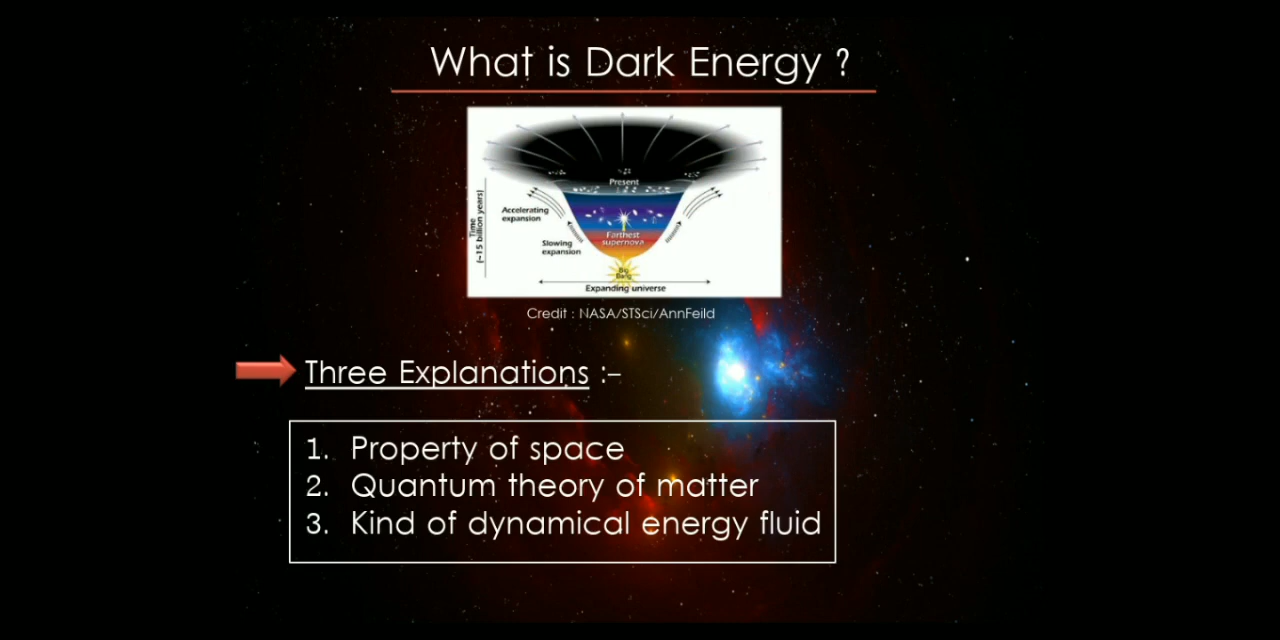 What is Dark Energy ?
Present
Accelerating
expansion
Time
(~15 billion years)
Farthest
supernova
Slowing
expansion
Big
Bang
Expanding universe
Credit : NASA/STSci/AnnFeild
Three Explanations :-
1. Property of space
2. Quantum theory of matter
3. Kind of dynamical energy fluid